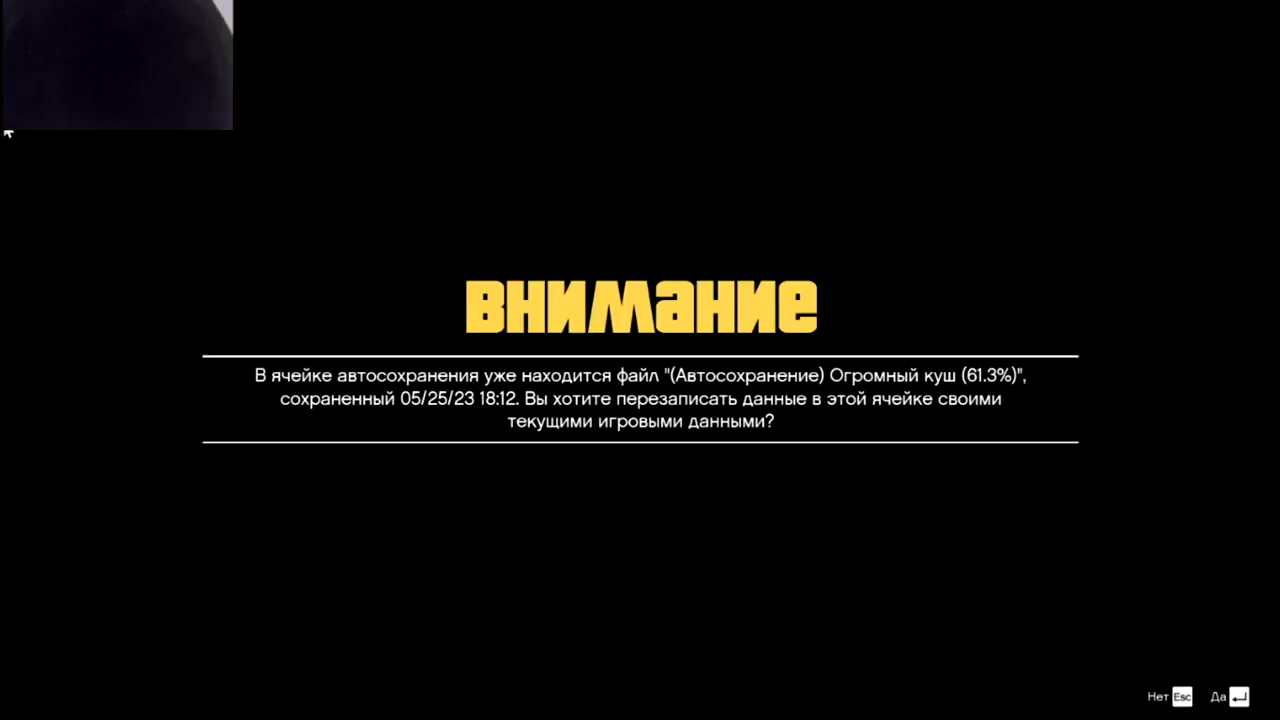 внимание
В ячейке автосохранения уже находится файл "(Автосохранение) Огромный куш (61.3%)",
сохраненный 05/25/23 18:12. Вы хотите перезаписать данные в этой ячейке своими
текущими игровыми данными?
Нет Esc Да